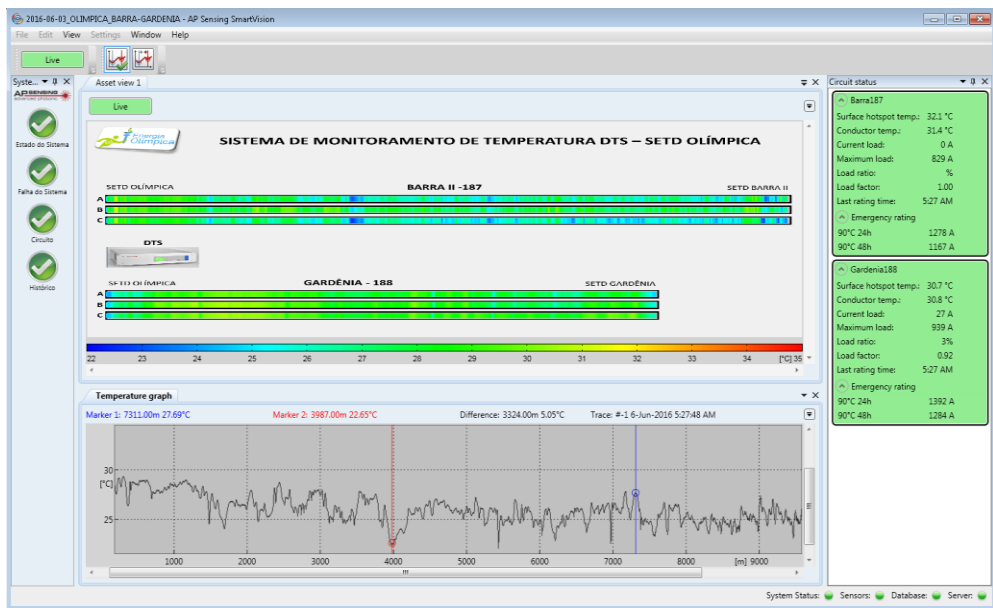 2016-06-03_OLIMPICA_BARRA-GARDENIA - AP Sensing SmartVision
File Edit View Settings Window Help
Live
Syste...
AP SENSING
Estado do Sistema
Falha do Sistema
Circuito
Histórico
Asset view 1
Live
Energia Olímpica
SISTEMA DE MONITORAMENTO DE TEMPERATURA DTS – SETD OLÍMPICA
SETD OLÍMPICA BARRA II -187 SETD BARRA II
A
B
C
DTS
SETD OLÍMPICA GARDÊNIA - 188 SETD GARDÊNIA
A
B
C
22 23 24 25 26 27 28 29 30 31 32 33 34 [°C] 35
Temperature graph
Marker 1: 7311.00m 27.69°C Marker 2: 3987.00m 22.65°C Difference: 3324.00m 5.05°C Trace: #-1 6-Jun-2016 5:27:48 AM
30
[°C]
25
1000 2000 3000 4000 5000 6000 7000 8000 [m] 9000
Circuit status
Barra187
Surface hotspot temp.: 32.1 °C
Conductor temp.: 31.4 °C
Current load: 0 A
Maximum load: 829 A
Load ratio: %
Load factor: 1.00
Last rating time: 5:27 AM
Emergency rating
90°C 24h 1278 A
90°C 48h 1167 A
Gardenia188
Surface hotspot temp.: 30.7 °C
Conductor temp.: 30.8 °C
Current load: 27 A
Maximum load: 939 A
Load ratio: 3%
Load factor: 0.92
Last rating time: 5:27 AM
Emergency rating
90°C 24h 1392 A
90°C 48h 1284 A
System Status: Sensors: Database: Server: